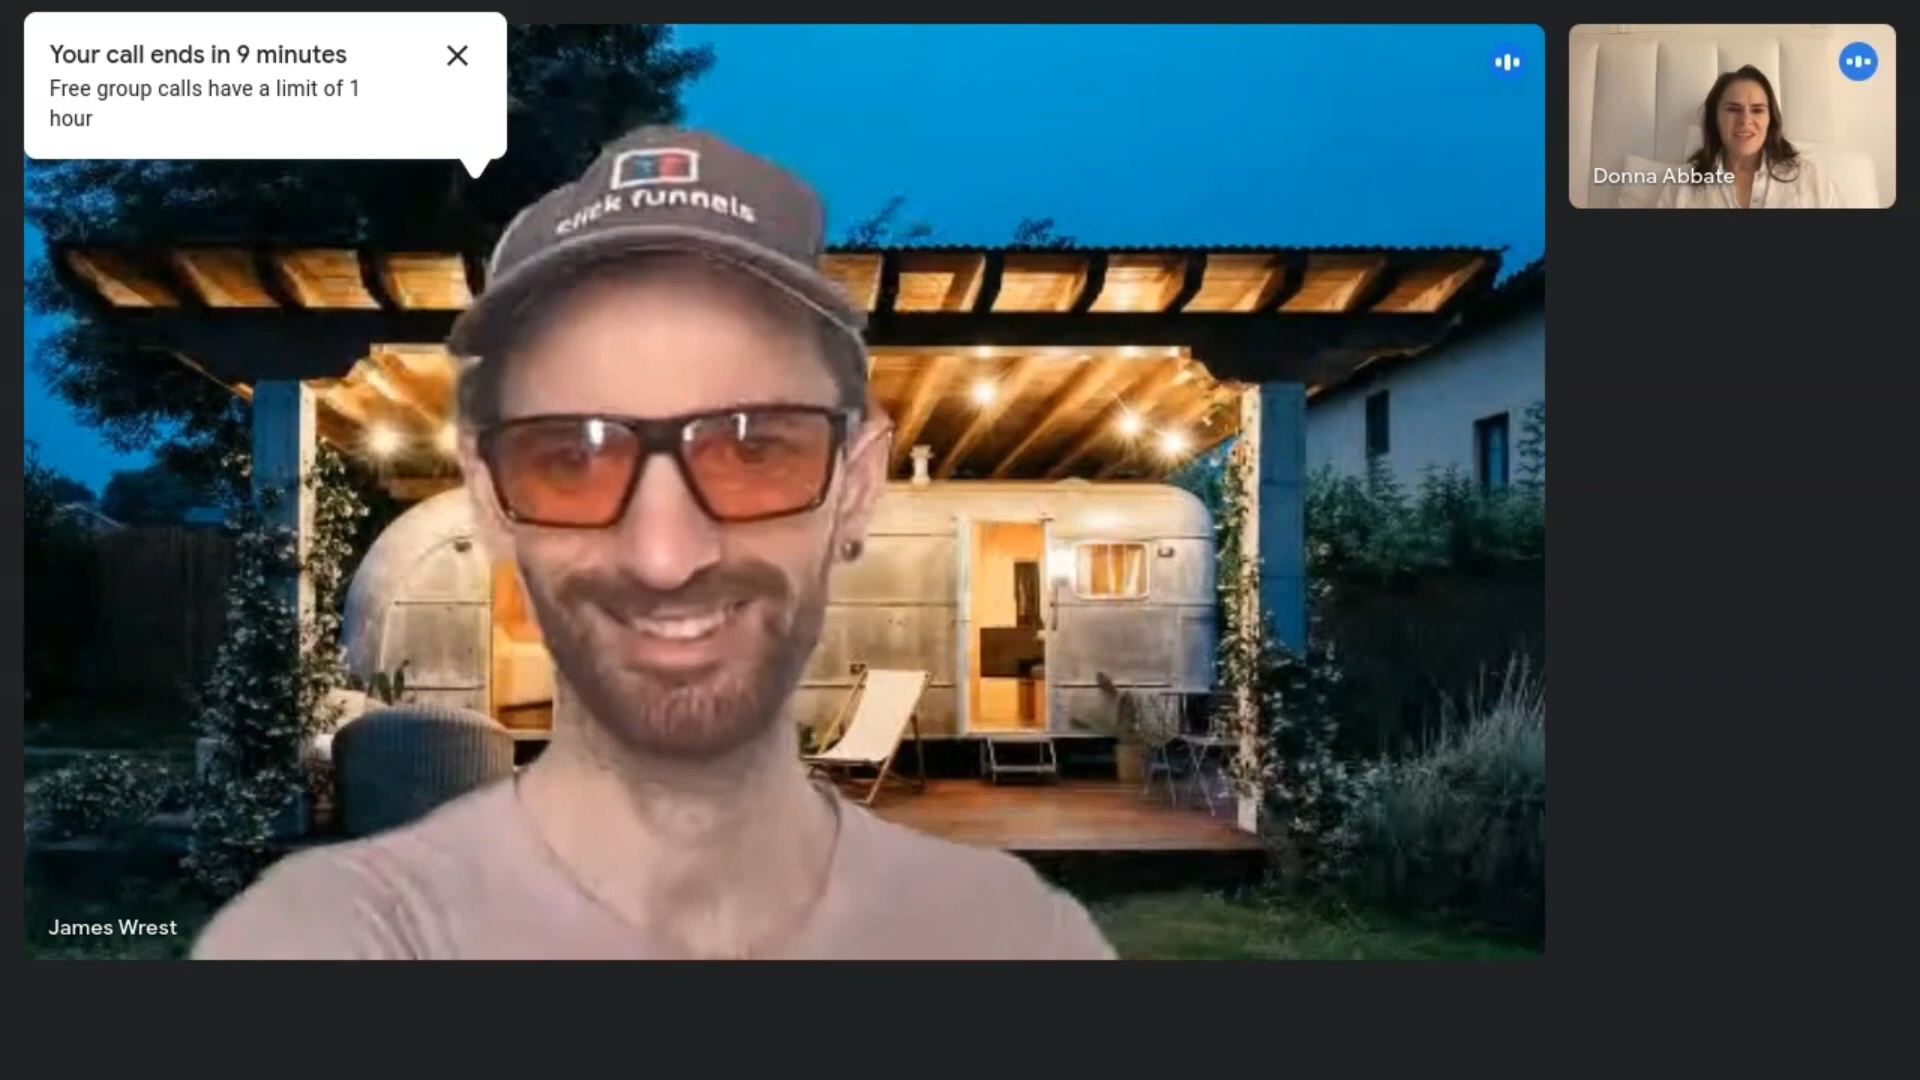 Your call ends in 9 minutes
Free group calls have a limit of 1
hour
click funnels
James Wrest
Donna Abbate